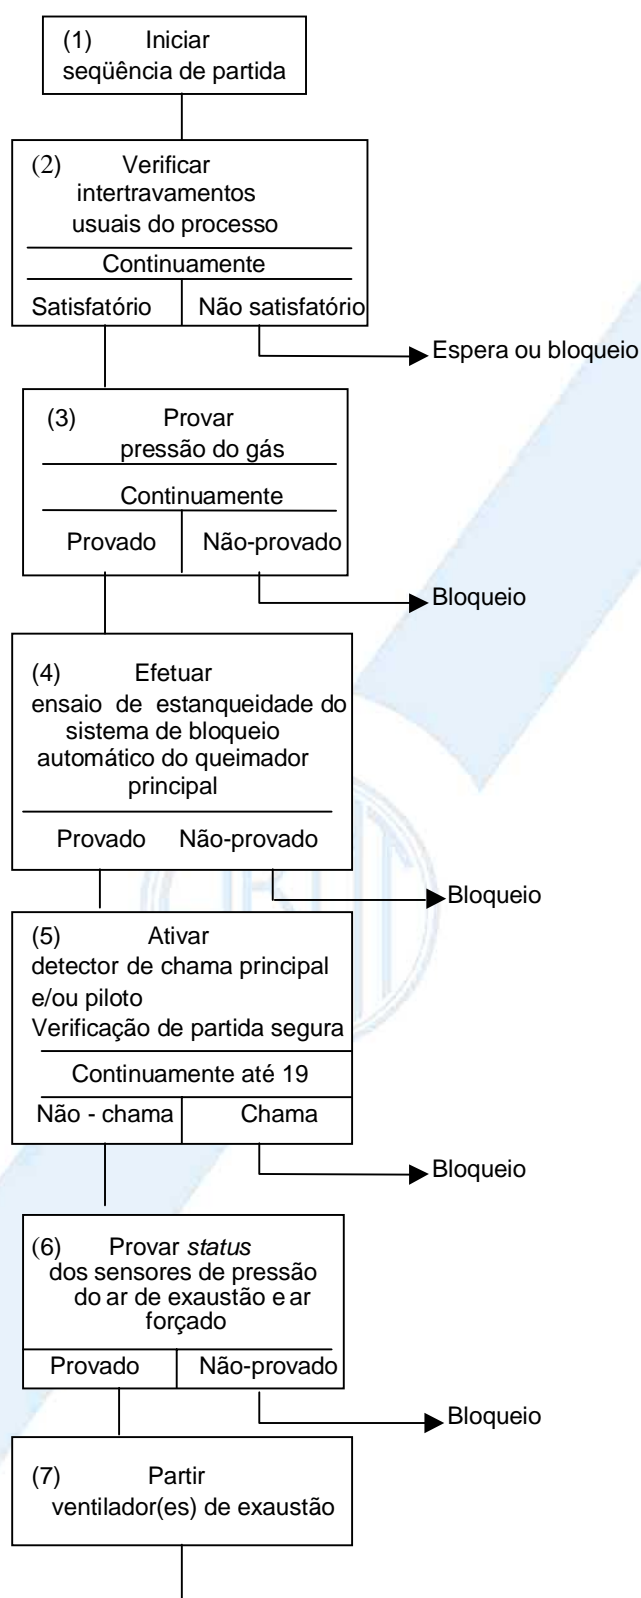 (1) Iniciar
seqüência de partida
(2) Verificar
intertravamentos
usuais do processo
Continuamente
Satisfatório Não satisfatório
Espera ou bloqueio
(3) Provar
pressão do gás
Continuamente
Provado Não-provado
Bloqueio
(4) Efetuar
ensaio de estanqueidade do
sistema de bloqueio
automático do queimador
principal
Provado Não-provado
Bloqueio
(5) Ativar
detector de chama principal
e/ou piloto
Verificação de partida segura
Continuamente até 19
Não - chama Chama
Bloqueio
(6) Provar status
dos sensores de pressão
do ar de exaustão e ar
forçado
Provado Não-provado
Bloqueio
(7) Partir
ventilador(es) de exaustão